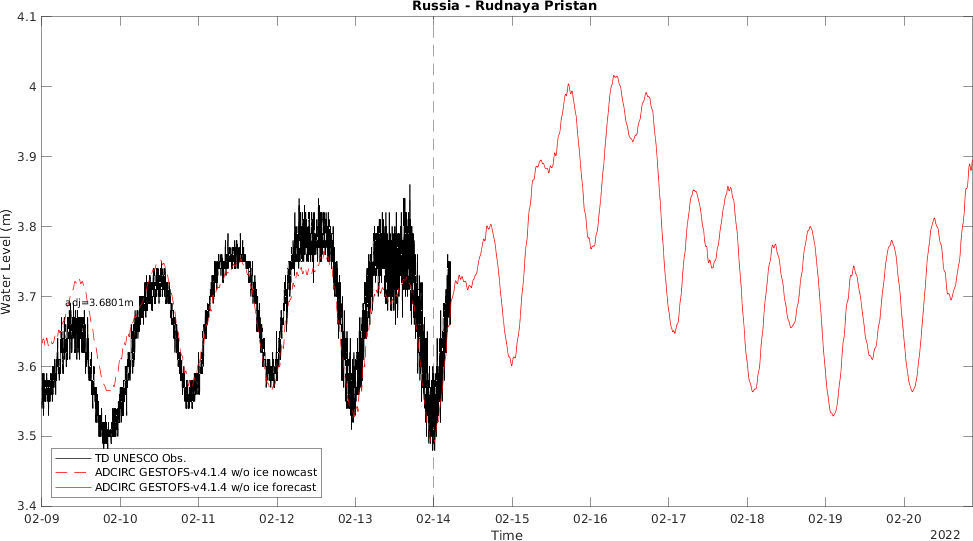 Russia - Rudnaya Pristan
4.1
4
3.9
3.8
3.7
3.6
3.5
3.4
Water Level (m)
adj=3.6801m
TD UNESCO Obs.
ADCIRC GESTOFS-v4.1.4 w/o ice nowcast
ADCIRC GESTOFS-v4.1.4 w/o ice forecast
02-09 02-10 02-11 02-12 02-13 02-14 02-15 02-16 02-17 02-18 02-19 02-20
Time
2022